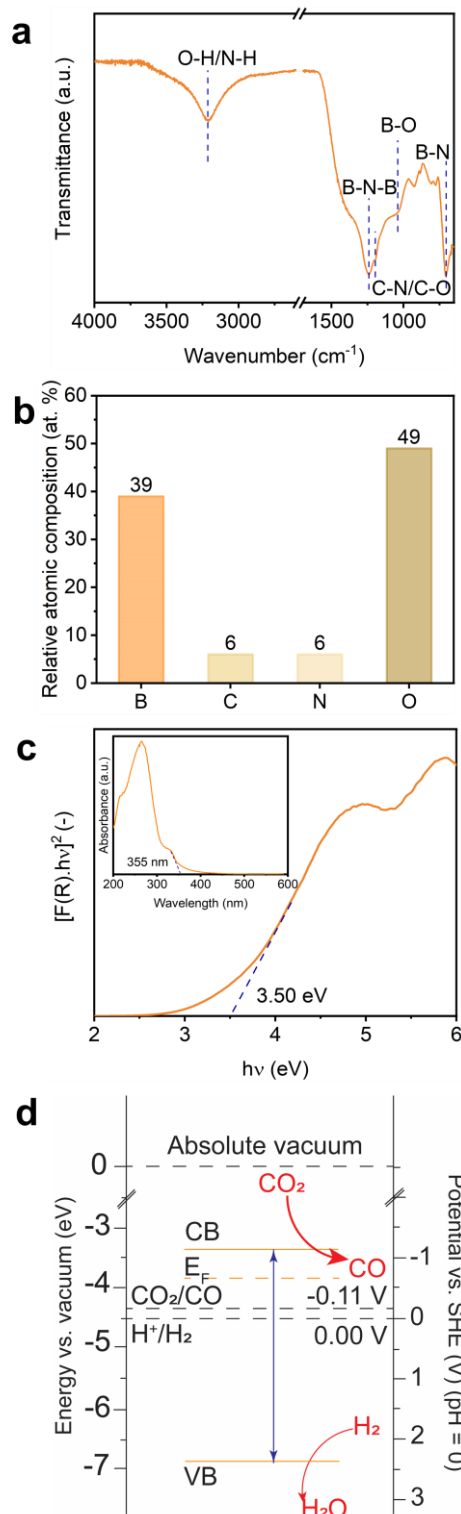 a
Transmittance (a.u.)
O-H/N-H
B-O
B-N
B-N-B
C-N/C-O
4000 3500 3000 1500 1000
Wavenumber (cm⁻¹)
b
Relative atomic composition (at. %)
60
50
40
30
20
10
0
39
6
6
49
B C N O
c
[F(R).hν]² (-)
Absorbance (a.u.)
355 nm
200 300 400 500 600
Wavelength (nm)
3.50 eV
2 3 4 5 6
hν (eV)
d
Energy vs. vacuum (eV)
Potential vs. SHE (V) (pH = 0)
Absolute vacuum
0
CO₂
-3
CB
-1
CO
E_F
-4
CO₂/CO -0.11 V
0
H⁺/H₂ 0.00 V
-5
1
-6
2
H₂
-7
VB
3
H₂O